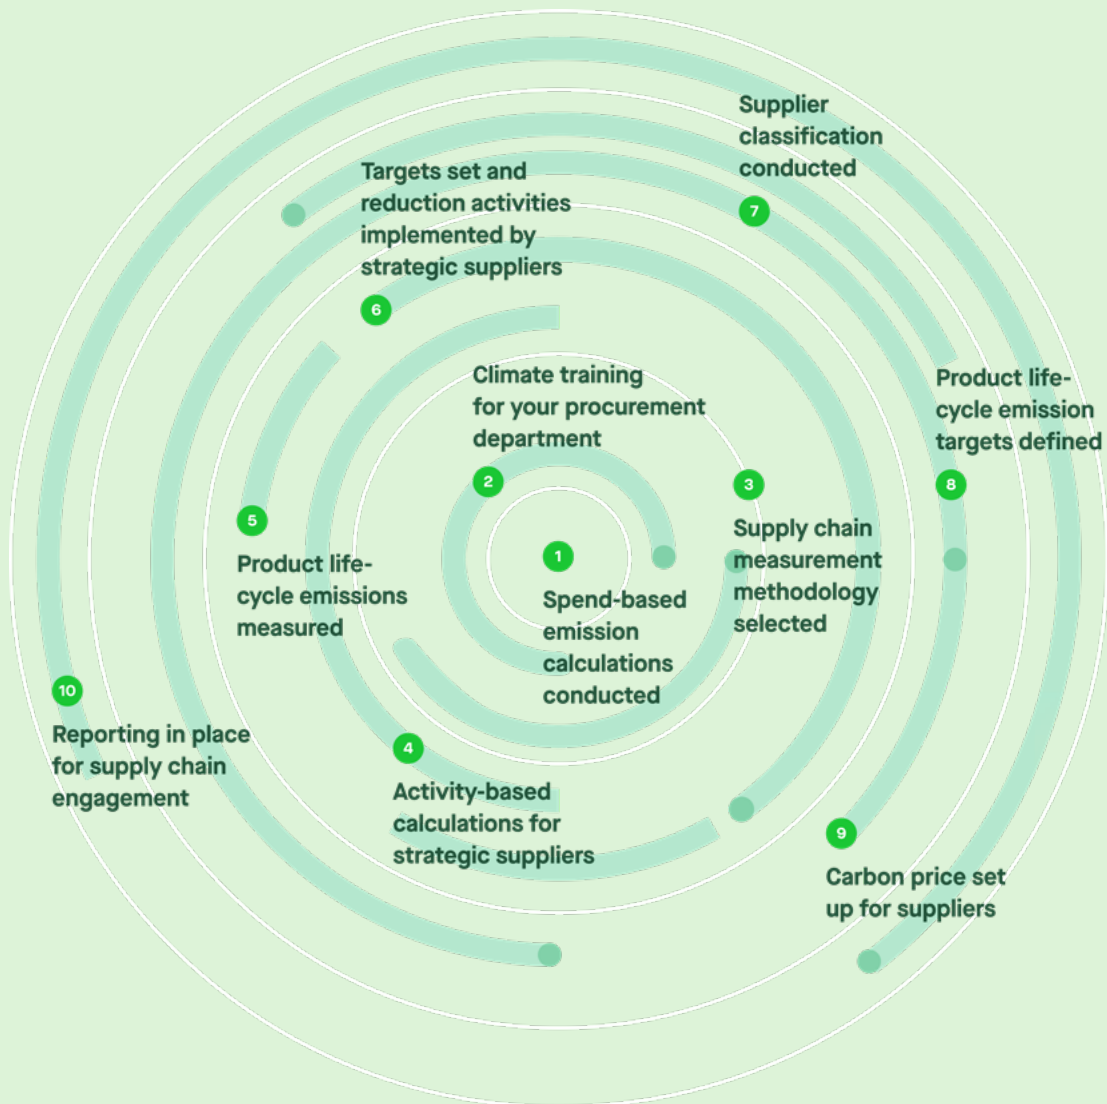 1
Spend-based
emission
calculations
conducted
2
Climate training
for your procurement
department
3
Supply chain
measurement
methodology
selected
4
Activity-based
calculations for
strategic suppliers
5
Product life-
cycle emissions
measured
6
Targets set and
reduction activities
implemented by
strategic suppliers
7
Supplier
classification
conducted
8
Product life-
cycle emission
targets defined
9
Carbon price set
up for suppliers
10
Reporting in place
for supply chain
engagement